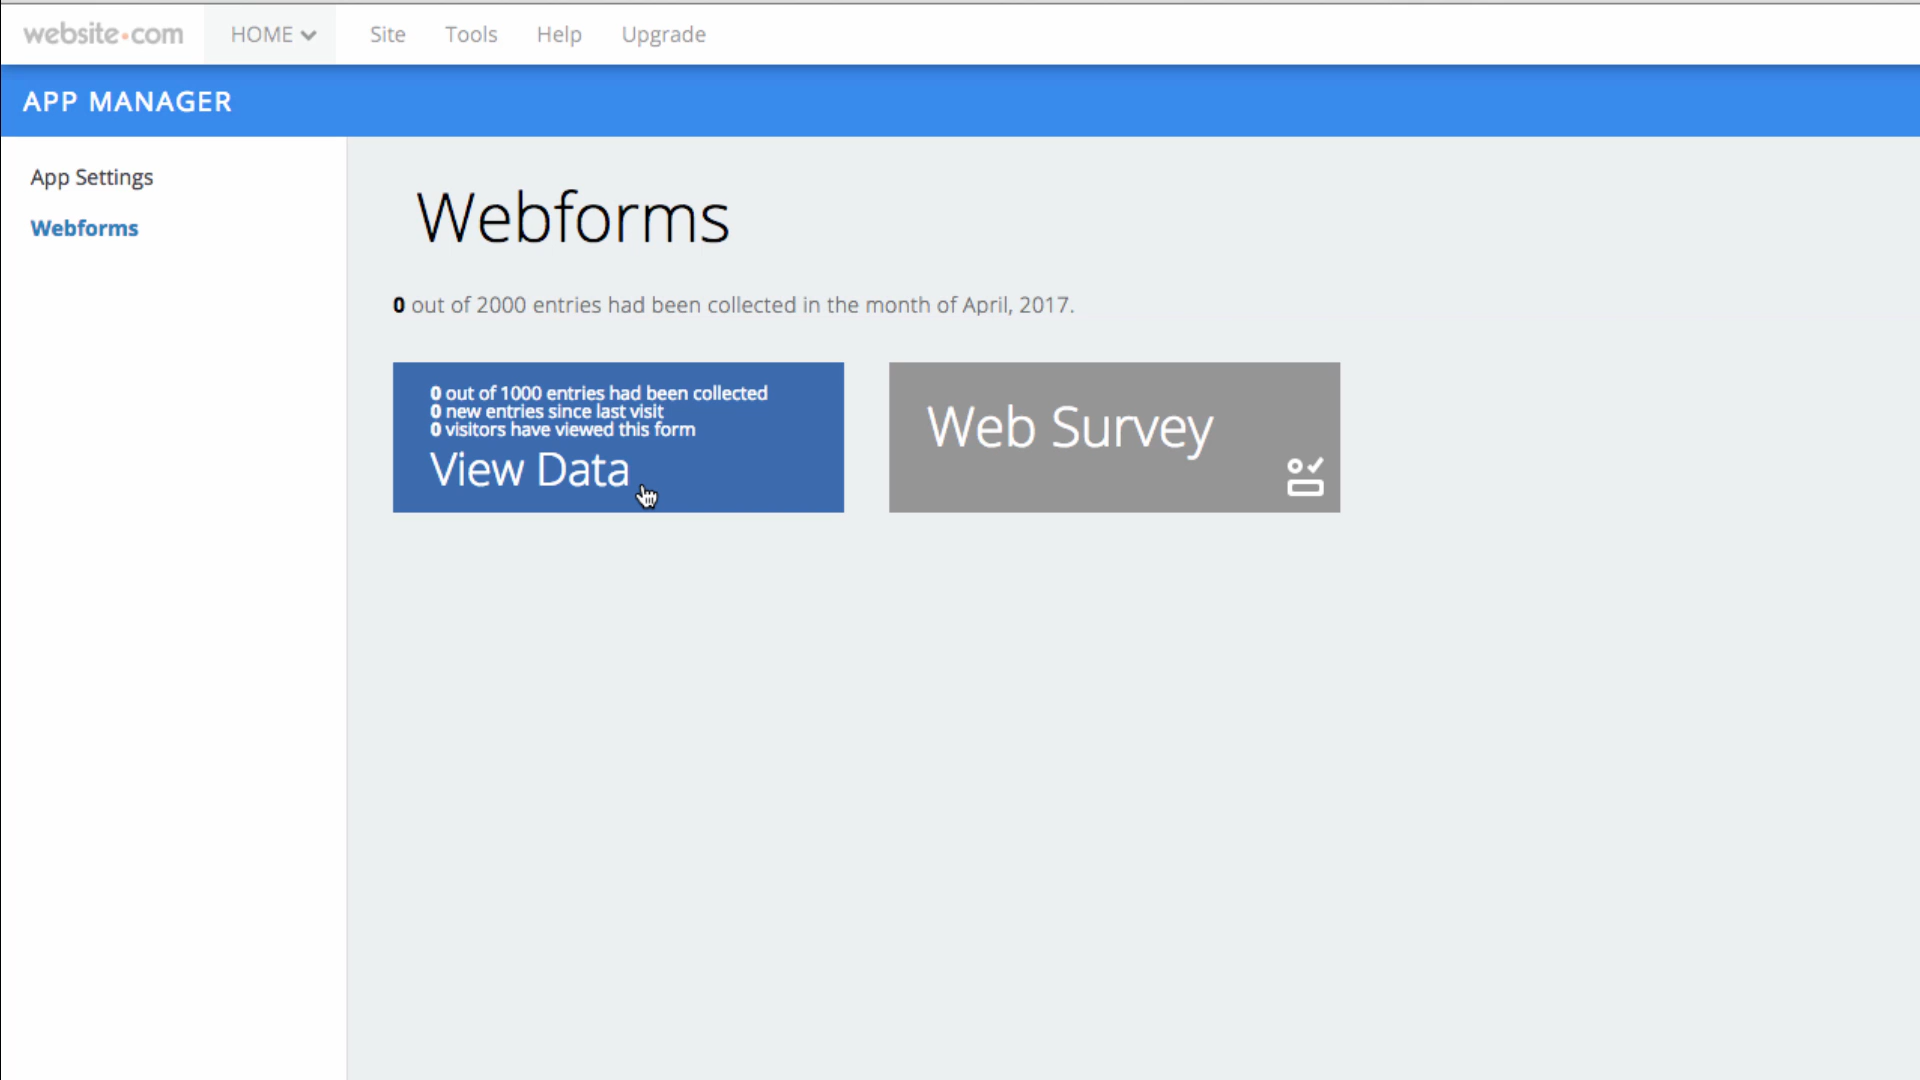 website.com
HOME
Site
Tools
Help
Upgrade
APP MANAGER
App Settings
Webforms
Webforms
0 out of 2000 entries had been collected in the month of April, 2017.
0 out of 1000 entries had been collected
0 new entries since last visit
0 visitors have viewed this form
View Data
Web Survey